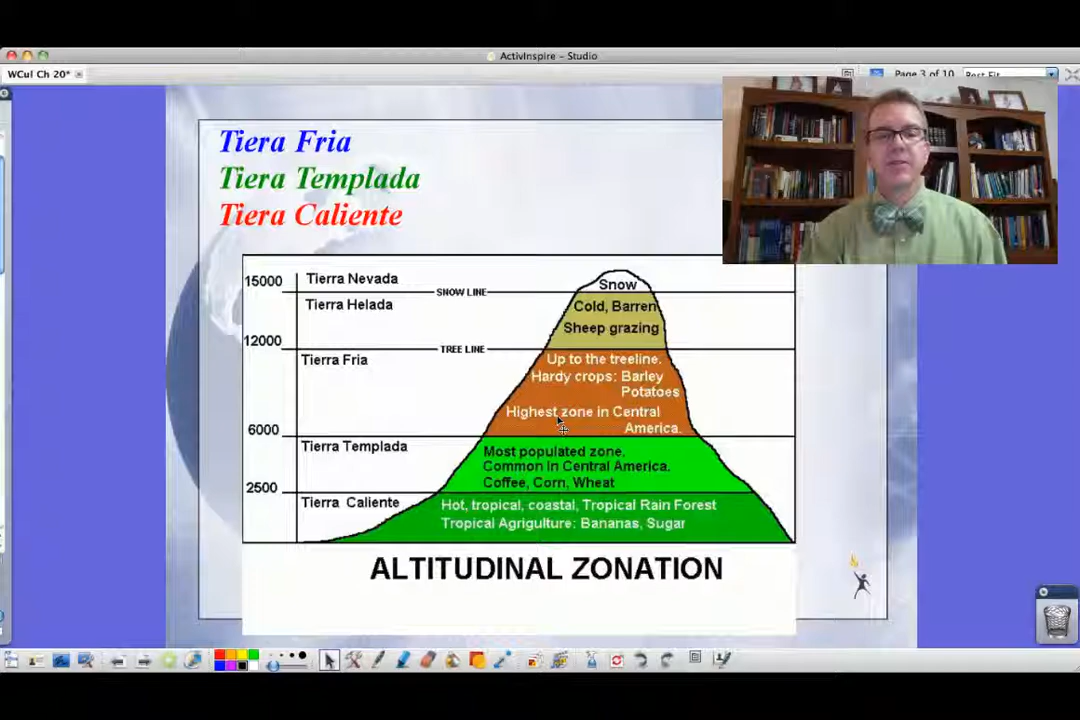 ActivInspire – Studio
WCul Ch 20*
Page 3 of 10
Best Fit
Tiera Fria
Tiera Templada
Tiera Caliente
15000
Tierra Nevada
SNOW LINE
Snow
Tierra Helada
Cold, Barren
Sheep grazing
12000
TREE LINE
Tierra Fria
Up to the treeline.
Hardy crops: Barley
Potatoes
Highest zone in Central
America.
6000
Tierra Templada
Most populated zone.
Common in Central America.
Coffee, Corn, Wheat
2500
Tierra Caliente
Hot, tropical, coastal, Tropical Rain Forest
Tropical Agrigulture: Bananas, Sugar
ALTITUDINAL ZONATION